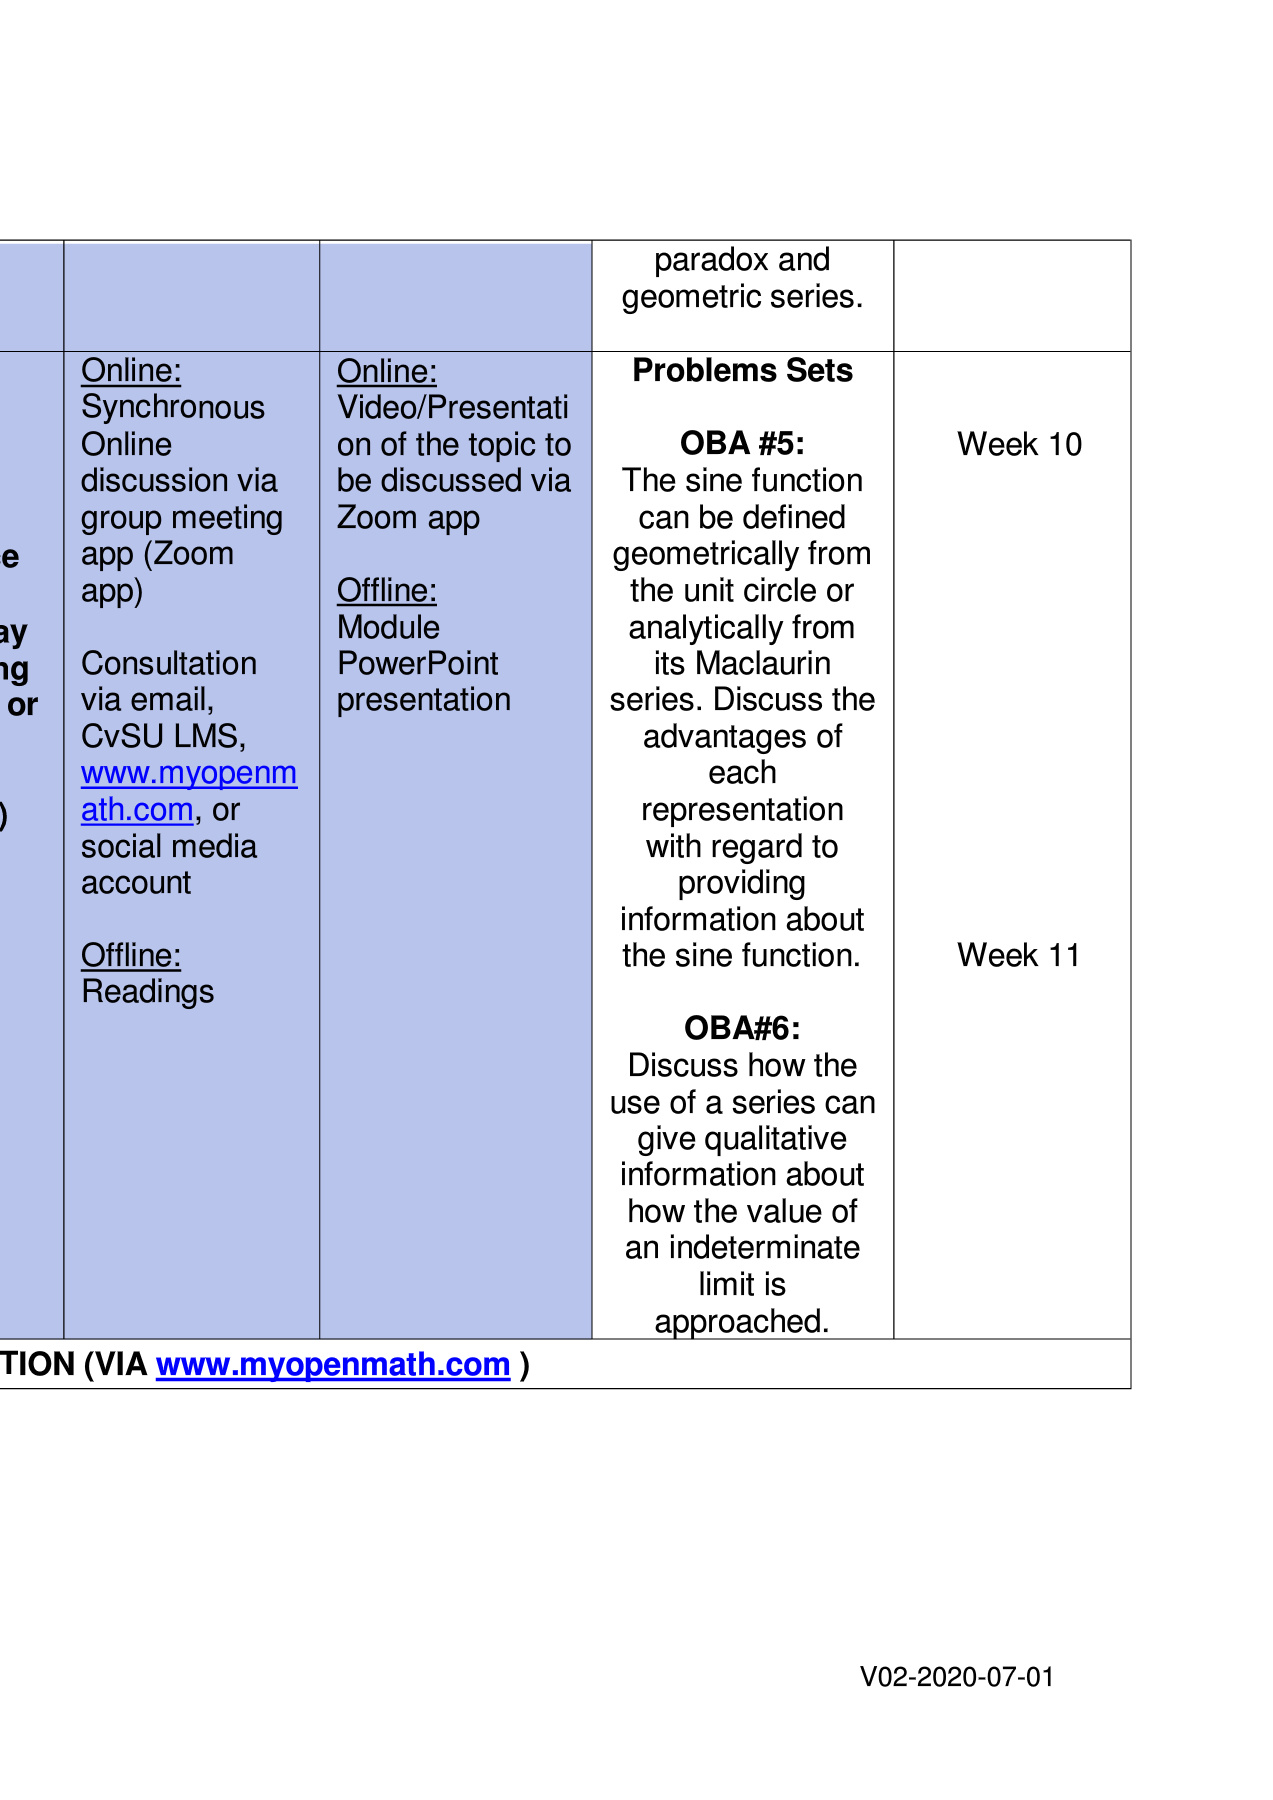 paradox and
geometric series.
ce
ay
ng
or
)
Online:
Synchronous
Online
discussion via
group meeting
app (Zoom
app)
Consultation
via email,
CvSU LMS,
www.myopenm
ath.com, or
social media
account
Offline:
Readings
Online:
Video/Presentati
on of the topic to
be discussed via
Zoom app
Offline:
Module
PowerPoint
presentation
Problems Sets
OBA #5:
The sine function
can be defined
geometrically from
the unit circle or
analytically from
its Maclaurin
series. Discuss the
advantages of
each
representation
with regard to
providing
information about
the sine function.
OBA#6:
Discuss how the
use of a series can
give qualitative
information about
how the value of
an indeterminate
limit is
approached.
Week 10
Week 11
TION (VIA www.myopenmath.com )
V02-2020-07-01